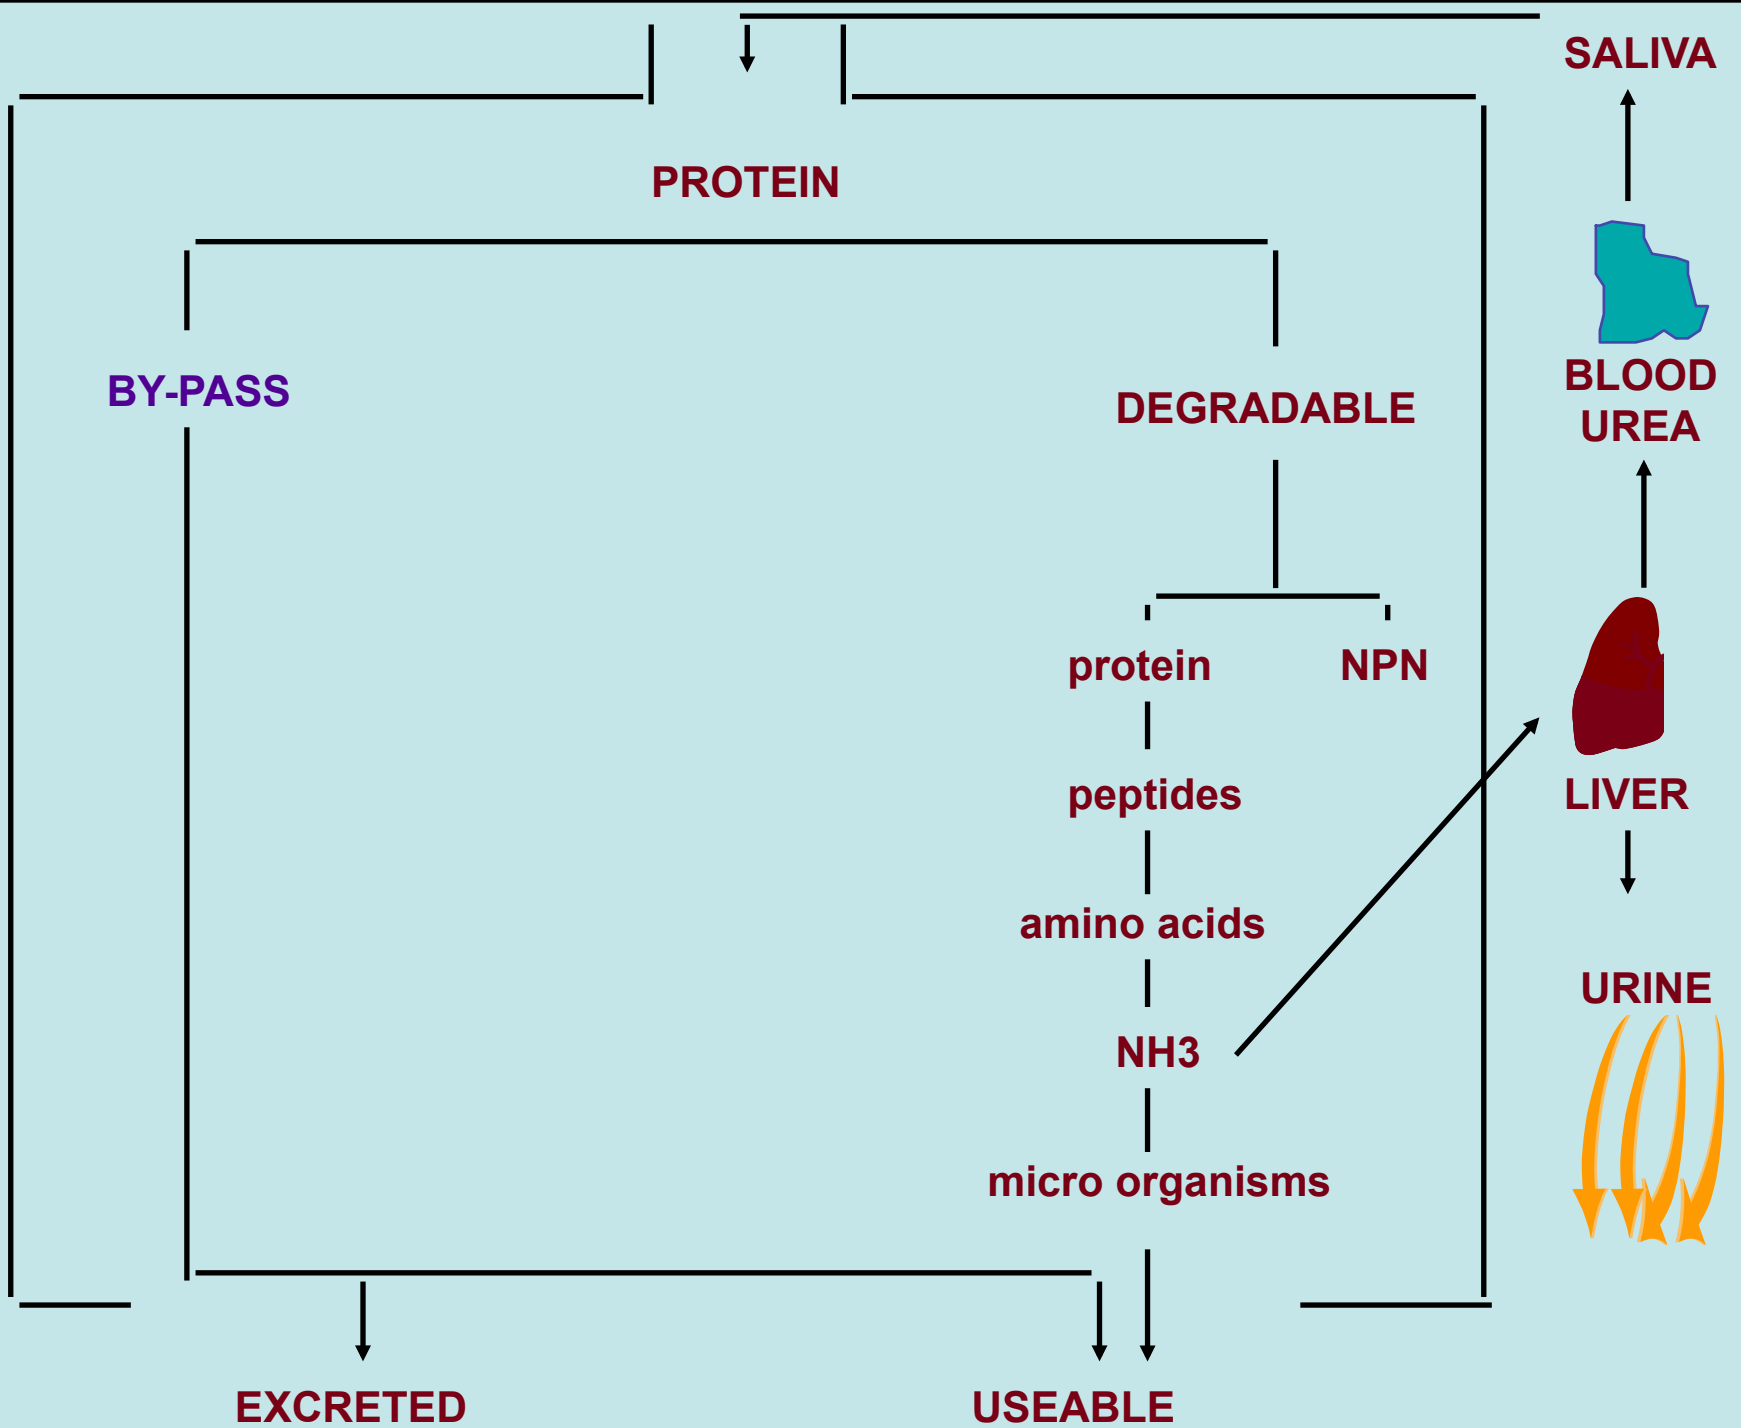 SALIVA
PROTEIN
BY-PASS
DEGRADABLE
BLOOD
UREA
protein
NPN
peptides
LIVER
amino acids
URINE
NH3
micro organisms
EXCRETED
USEABLE